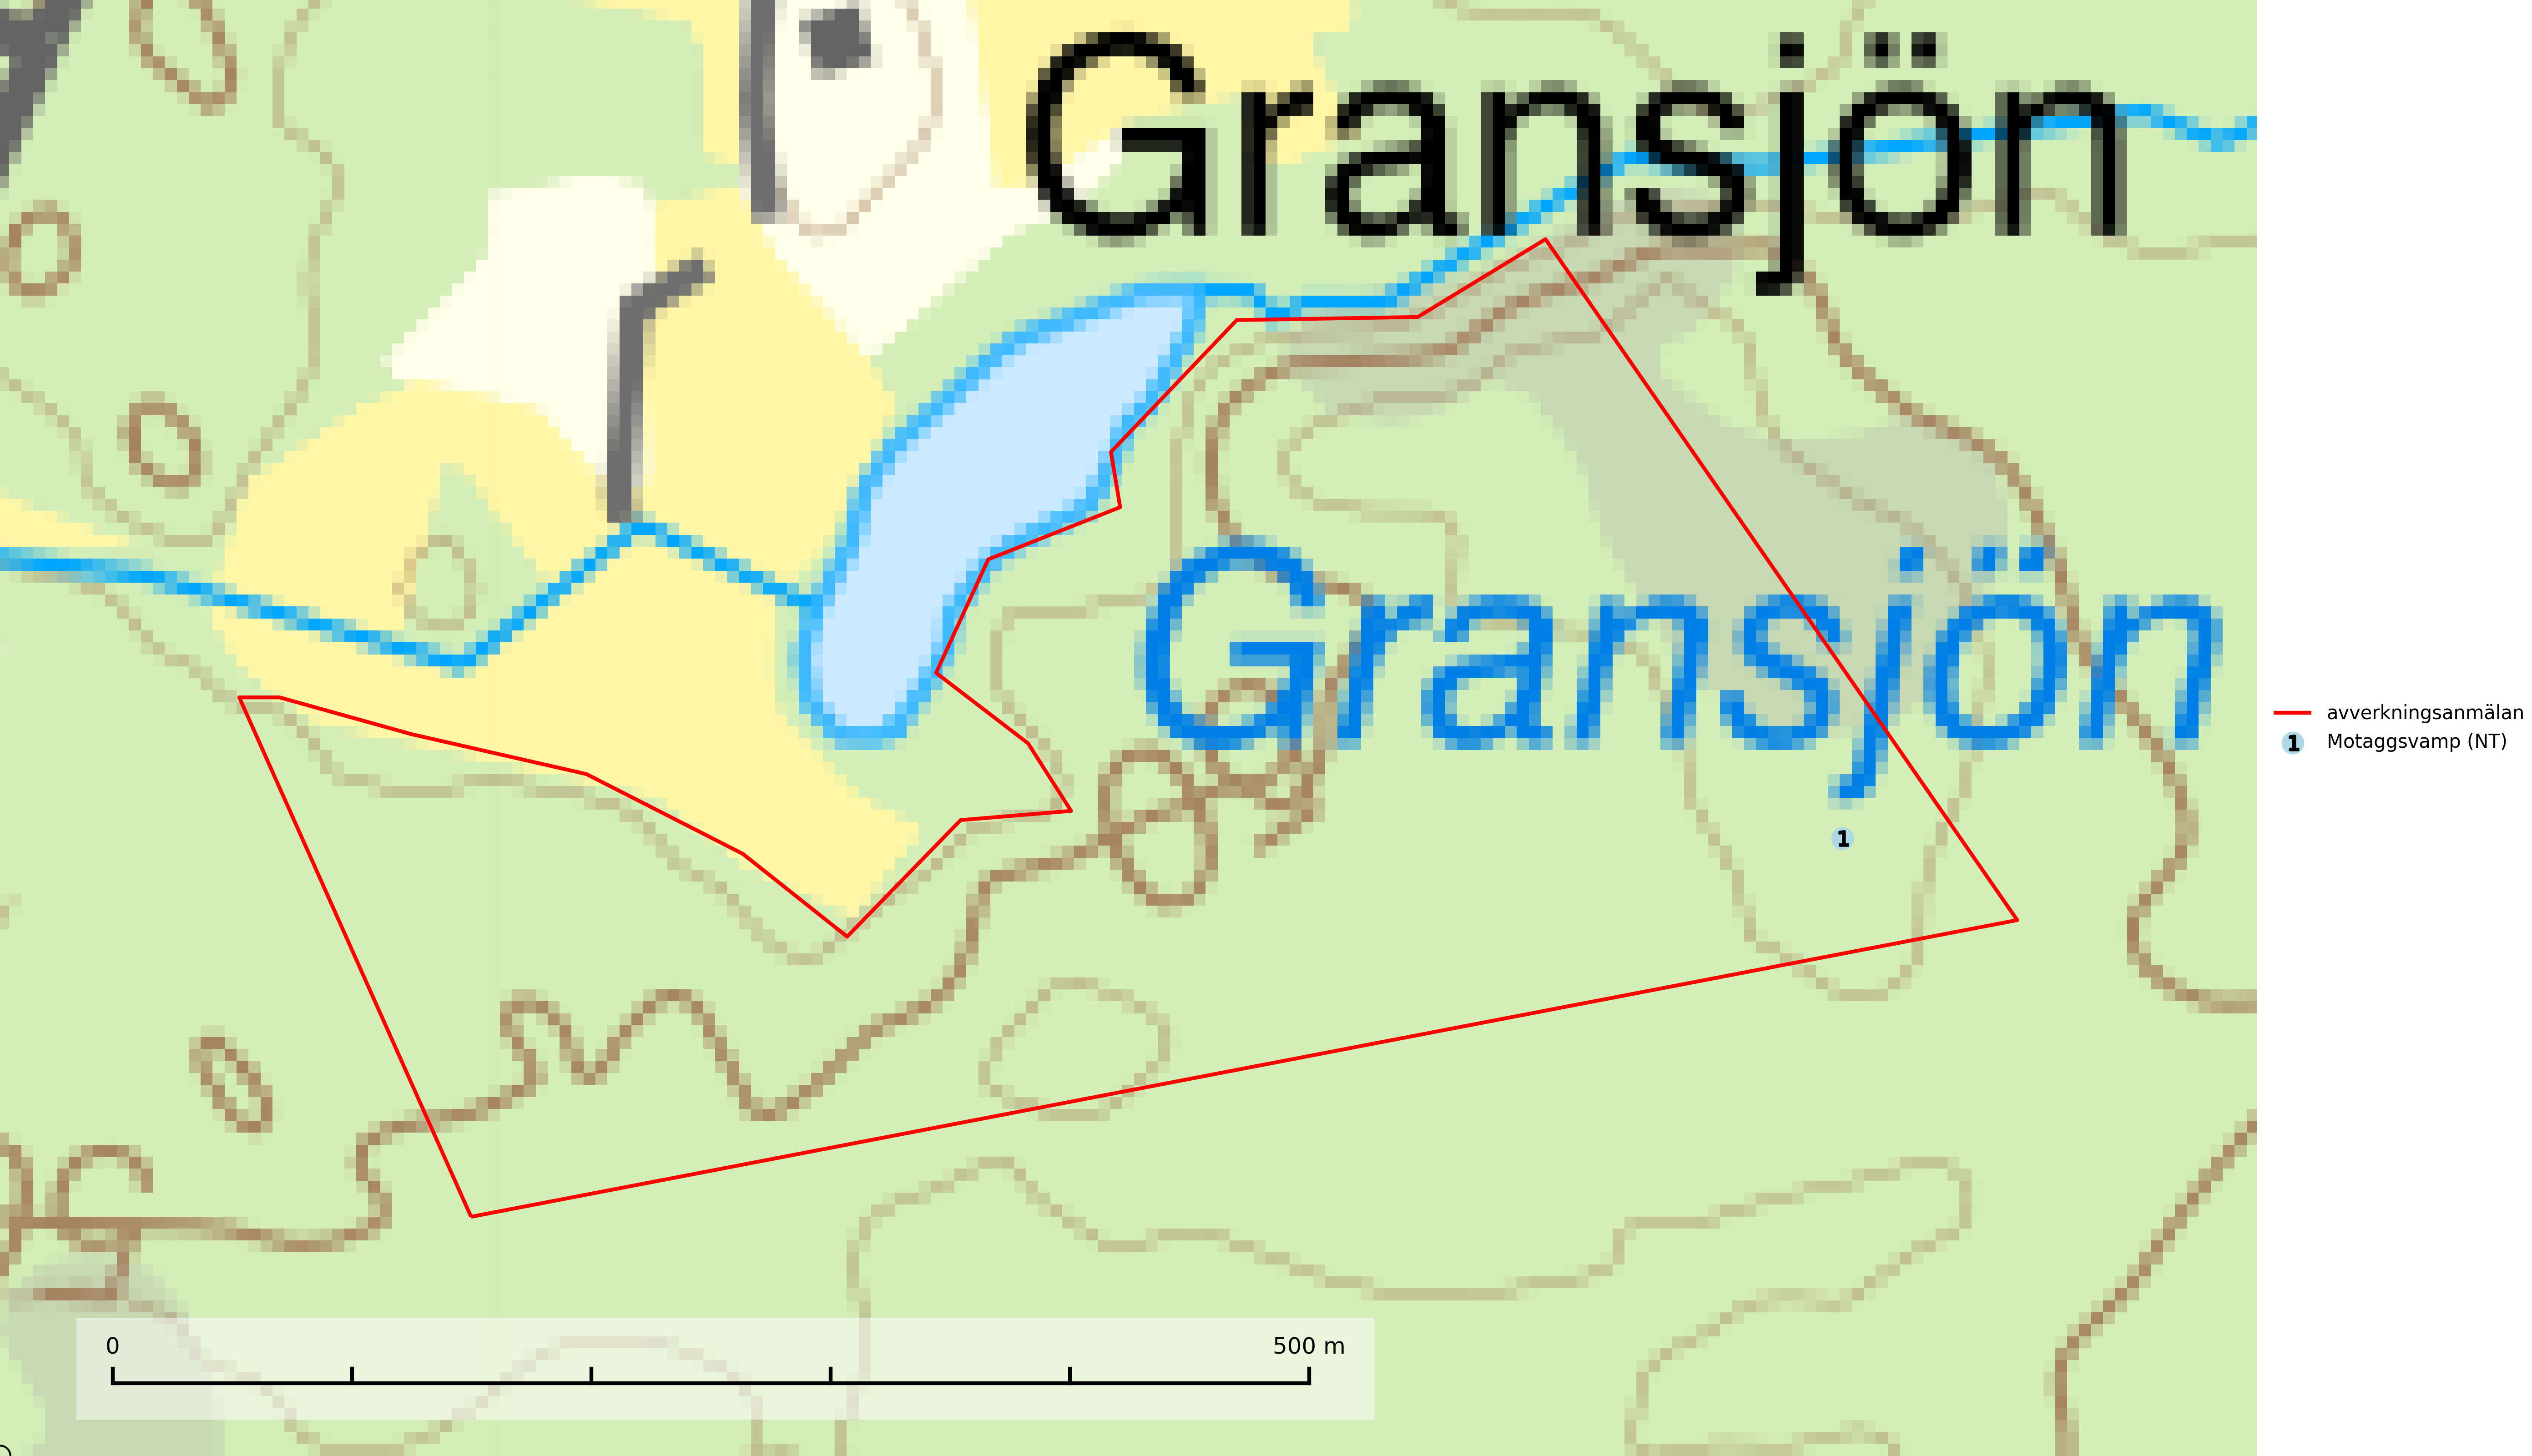 Gransjön
Gransjön
avverkningsanmälan
1 Motaggsvamp (NT)
1
0 500 m